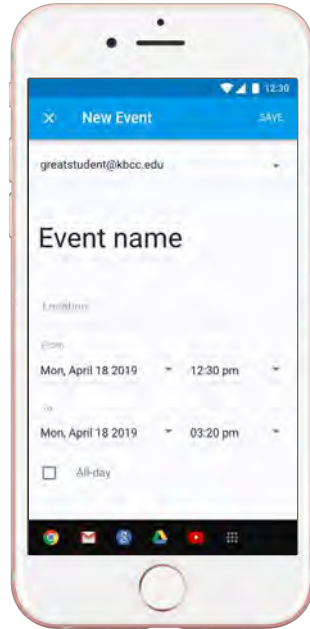 12:30
New Event SAVE
greatstudent@kbcc.edu
Event name
Location
From
Mon, April 18 2019 12:30 pm
To
Mon, April 18 2019 03:20 pm
All-day